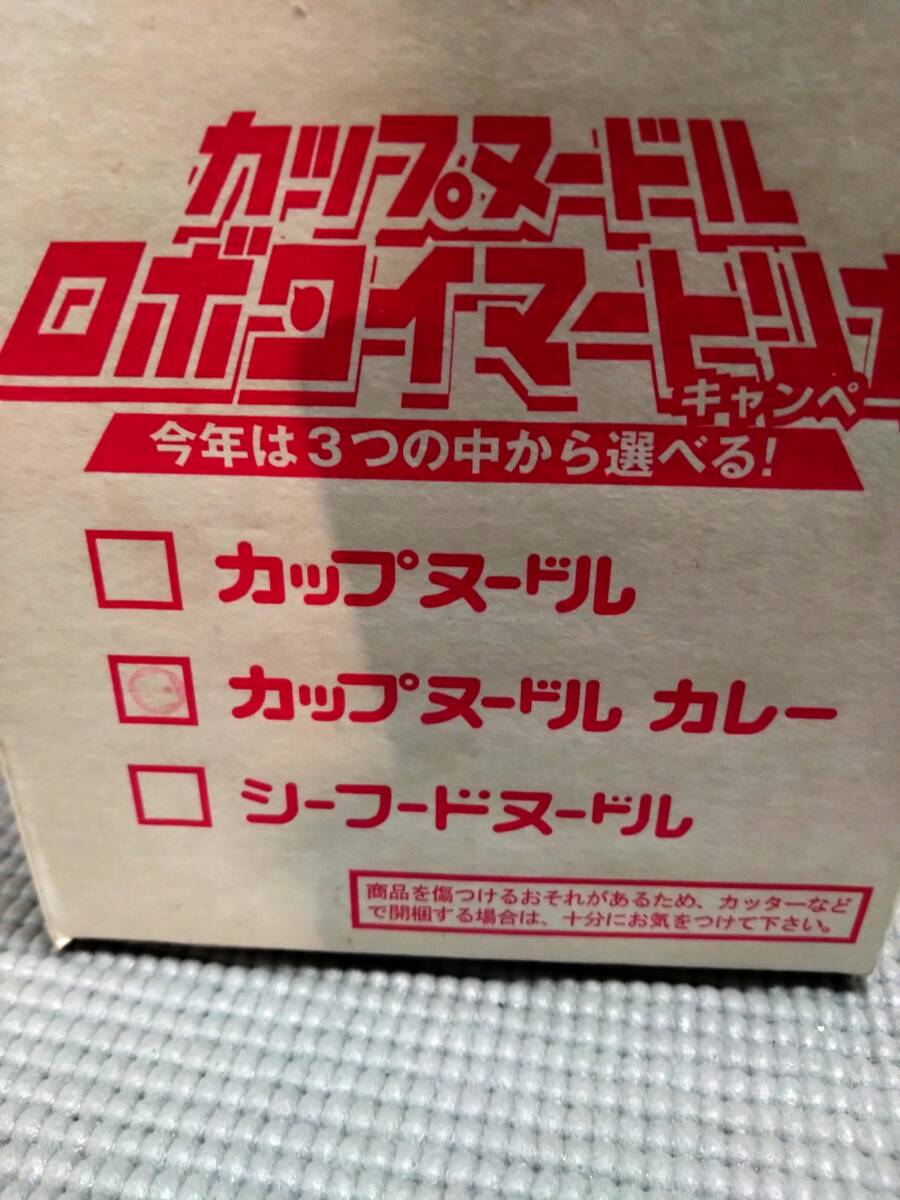 カップヌードル
ロボタイマードリ
キャンペ
今年は3つの中から選べる!
カップヌードル
カップヌードル カレー
シーフードヌードル
商品を傷つけるおそれがあるため、カッターなど
で開梱する場合は、十分にお気をつけて下さい。